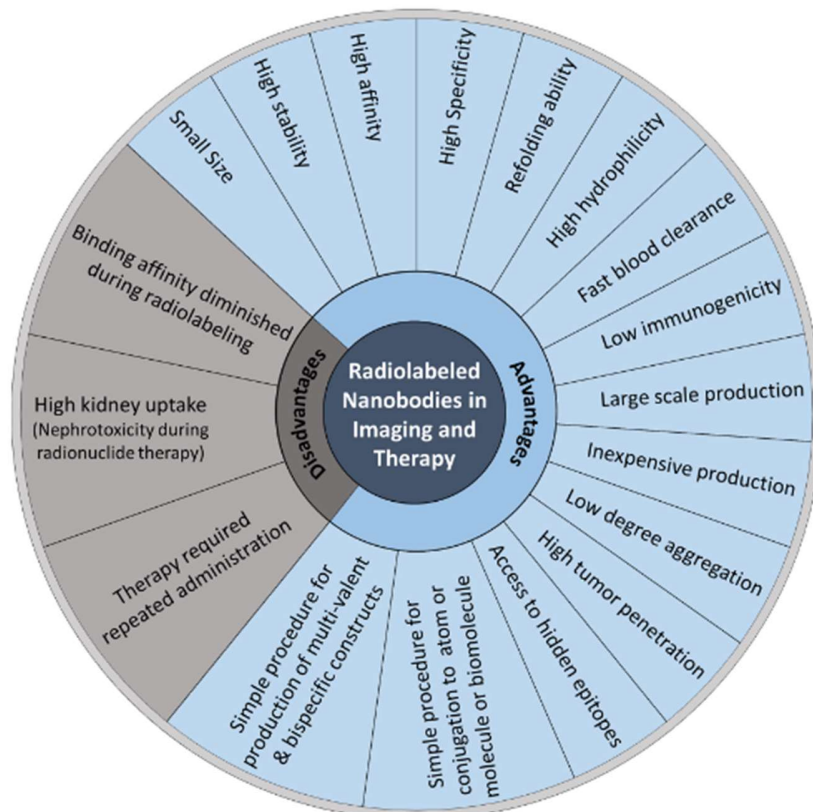 Radiolabeled
Nanobodies in
Imaging and
Therapy
Advantages
Small Size
High stability
High affinity
High Specificity
Refolding ability
High hydrophilicity
Fast blood clearance
Low immunogenicity
Large scale production
Inexpensive production
Low degree aggregation
High tumor penetration
Access to hidden epitopes
Simple procedure for
conjugation to atom or
molecule or biomolecule
Simple procedure for
production of multi-valent
& bispecific constructs
Disadvantages
Therapy required
repeated administration
High kidney uptake
(Nephrotoxicity during
radionuclide therapy)
Binding affinity diminished
during radiolabeling